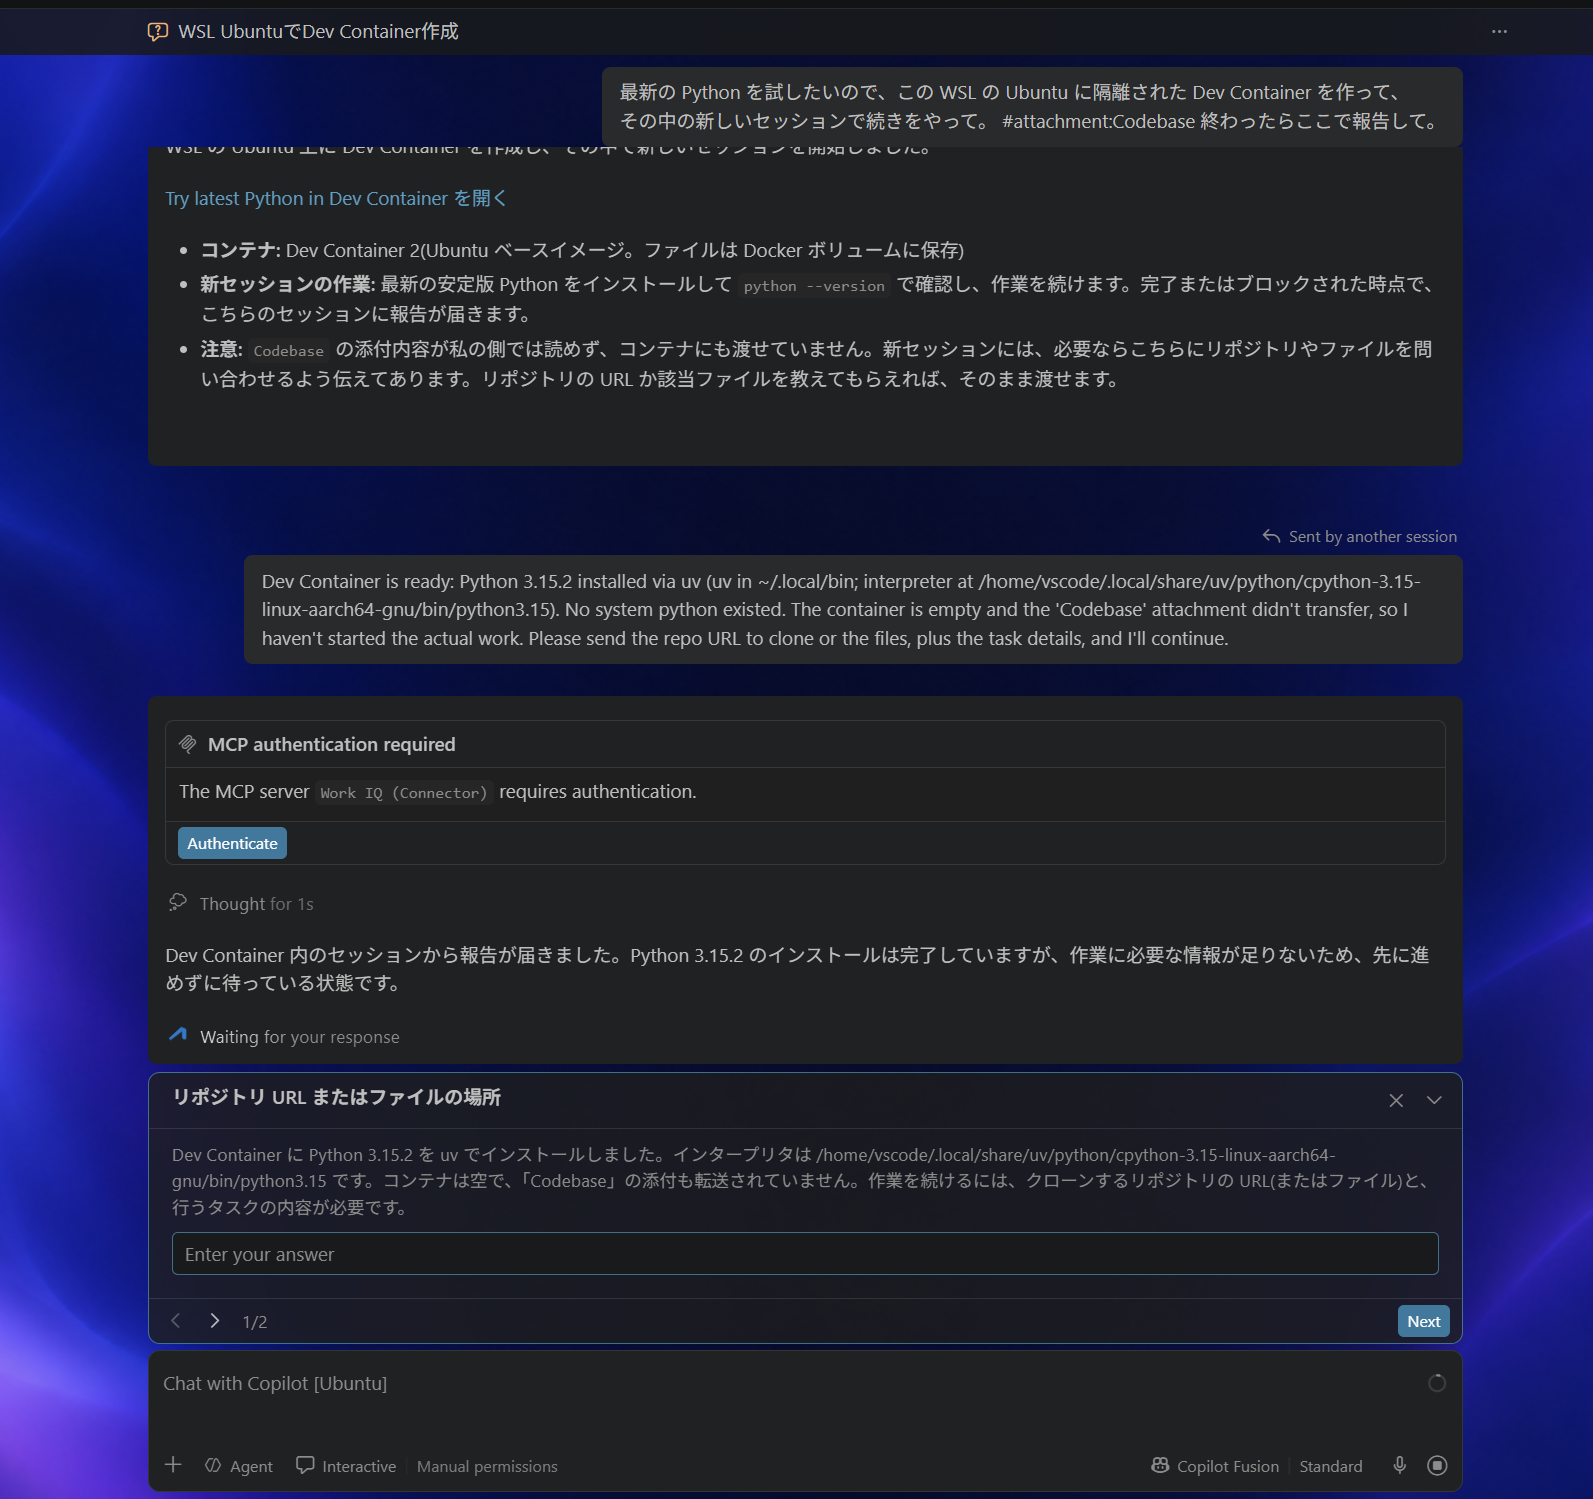 WSL UbuntuでDev Container作成
最新の Python を試したいので、この WSL の Ubuntu に隔離された Dev Container を作って、
その中の新しいセッションで続きをやって。 #attachment:Codebase 終わったらここで報告して。
WSL の Ubuntu 上に Dev Container を作成し、その中で新しいセッションを開始しました。
Try latest Python in Dev Container を開く
• コンテナ: Dev Container 2(Ubuntu ベースイメージ。ファイルは Docker ボリュームに保存)
• 新セッションの作業: 最新の安定版 Python をインストールして python --version で確認し、作業を続けます。完了またはブロックされた時点で、
こちらのセッションに報告が届きます。
• 注意: Codebase の添付内容が私の側では読めず、コンテナにも渡せていません。新セッションには、必要ならこちらにリポジトリやファイルを問
い合わせるよう伝えてあります。リポジトリの URL か該当ファイルを教えてもらえれば、そのまま渡せます。
Sent by another session
Dev Container is ready: Python 3.15.2 installed via uv (uv in ~/.local/bin; interpreter at /home/vscode/.local/share/uv/python/cpython-3.15-
linux-aarch64-gnu/bin/python3.15). No system python existed. The container is empty and the 'Codebase' attachment didn't transfer, so I
haven't started the actual work. Please send the repo URL to clone or the files, plus the task details, and I'll continue.
MCP authentication required
The MCP server Work IQ (Connector) requires authentication.
Authenticate
Thought for 1s
Dev Container 内のセッションから報告が届きました。Python 3.15.2 のインストールは完了していますが、作業に必要な情報が足りないため、先に進
めずに待っている状態です。
Waiting for your response
リポジトリ URL またはファイルの場所
Dev Container に Python 3.15.2 を uv でインストールしました。インタープリタは /home/vscode/.local/share/uv/python/cpython-3.15-linux-aarch64-
gnu/bin/python3.15 です。コンテナは空で、「Codebase」の添付も転送されていません。作業を続けるには、クローンするリポジトリの URL(またはファイル)と、
行うタスクの内容が必要です。
Enter your answer
1/2
Next
Chat with Copilot [Ubuntu]
Agent
Interactive
Manual permissions
Copilot Fusion
Standard